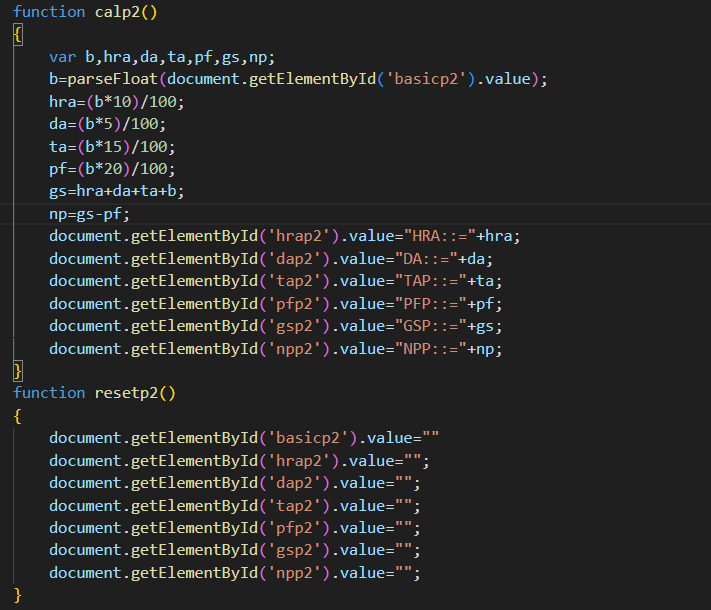 function calp2()
{
    var b,hra,da,ta,pf,gs,np;
    b=parseFloat(document.getElementById('basicp2').value);
    hra=(b*10)/100;
    da=(b*5)/100;
    ta=(b*15)/100;
    pf=(b*20)/100;
    gs=hra+da+ta+b;
    np=gs-pf;
    document.getElementById('hrap2').value="HRA::="+hra;
    document.getElementById('dap2').value="DA::="+da;
    document.getElementById('tap2').value="TAP::="+ta;
    document.getElementById('pfp2').value="PFP::="+pf;
    document.getElementById('gsp2').value="GSP::="+gs;
    document.getElementById('npp2').value="NPP::="+np;
}
function resetp2()
{
    document.getElementById('basicp2').value=""
    document.getElementById('hrap2').value="";
    document.getElementById('dap2').value="";
    document.getElementById('tap2').value="";
    document.getElementById('pfp2').value="";
    document.getElementById('gsp2').value="";
    document.getElementById('npp2').value="";
}